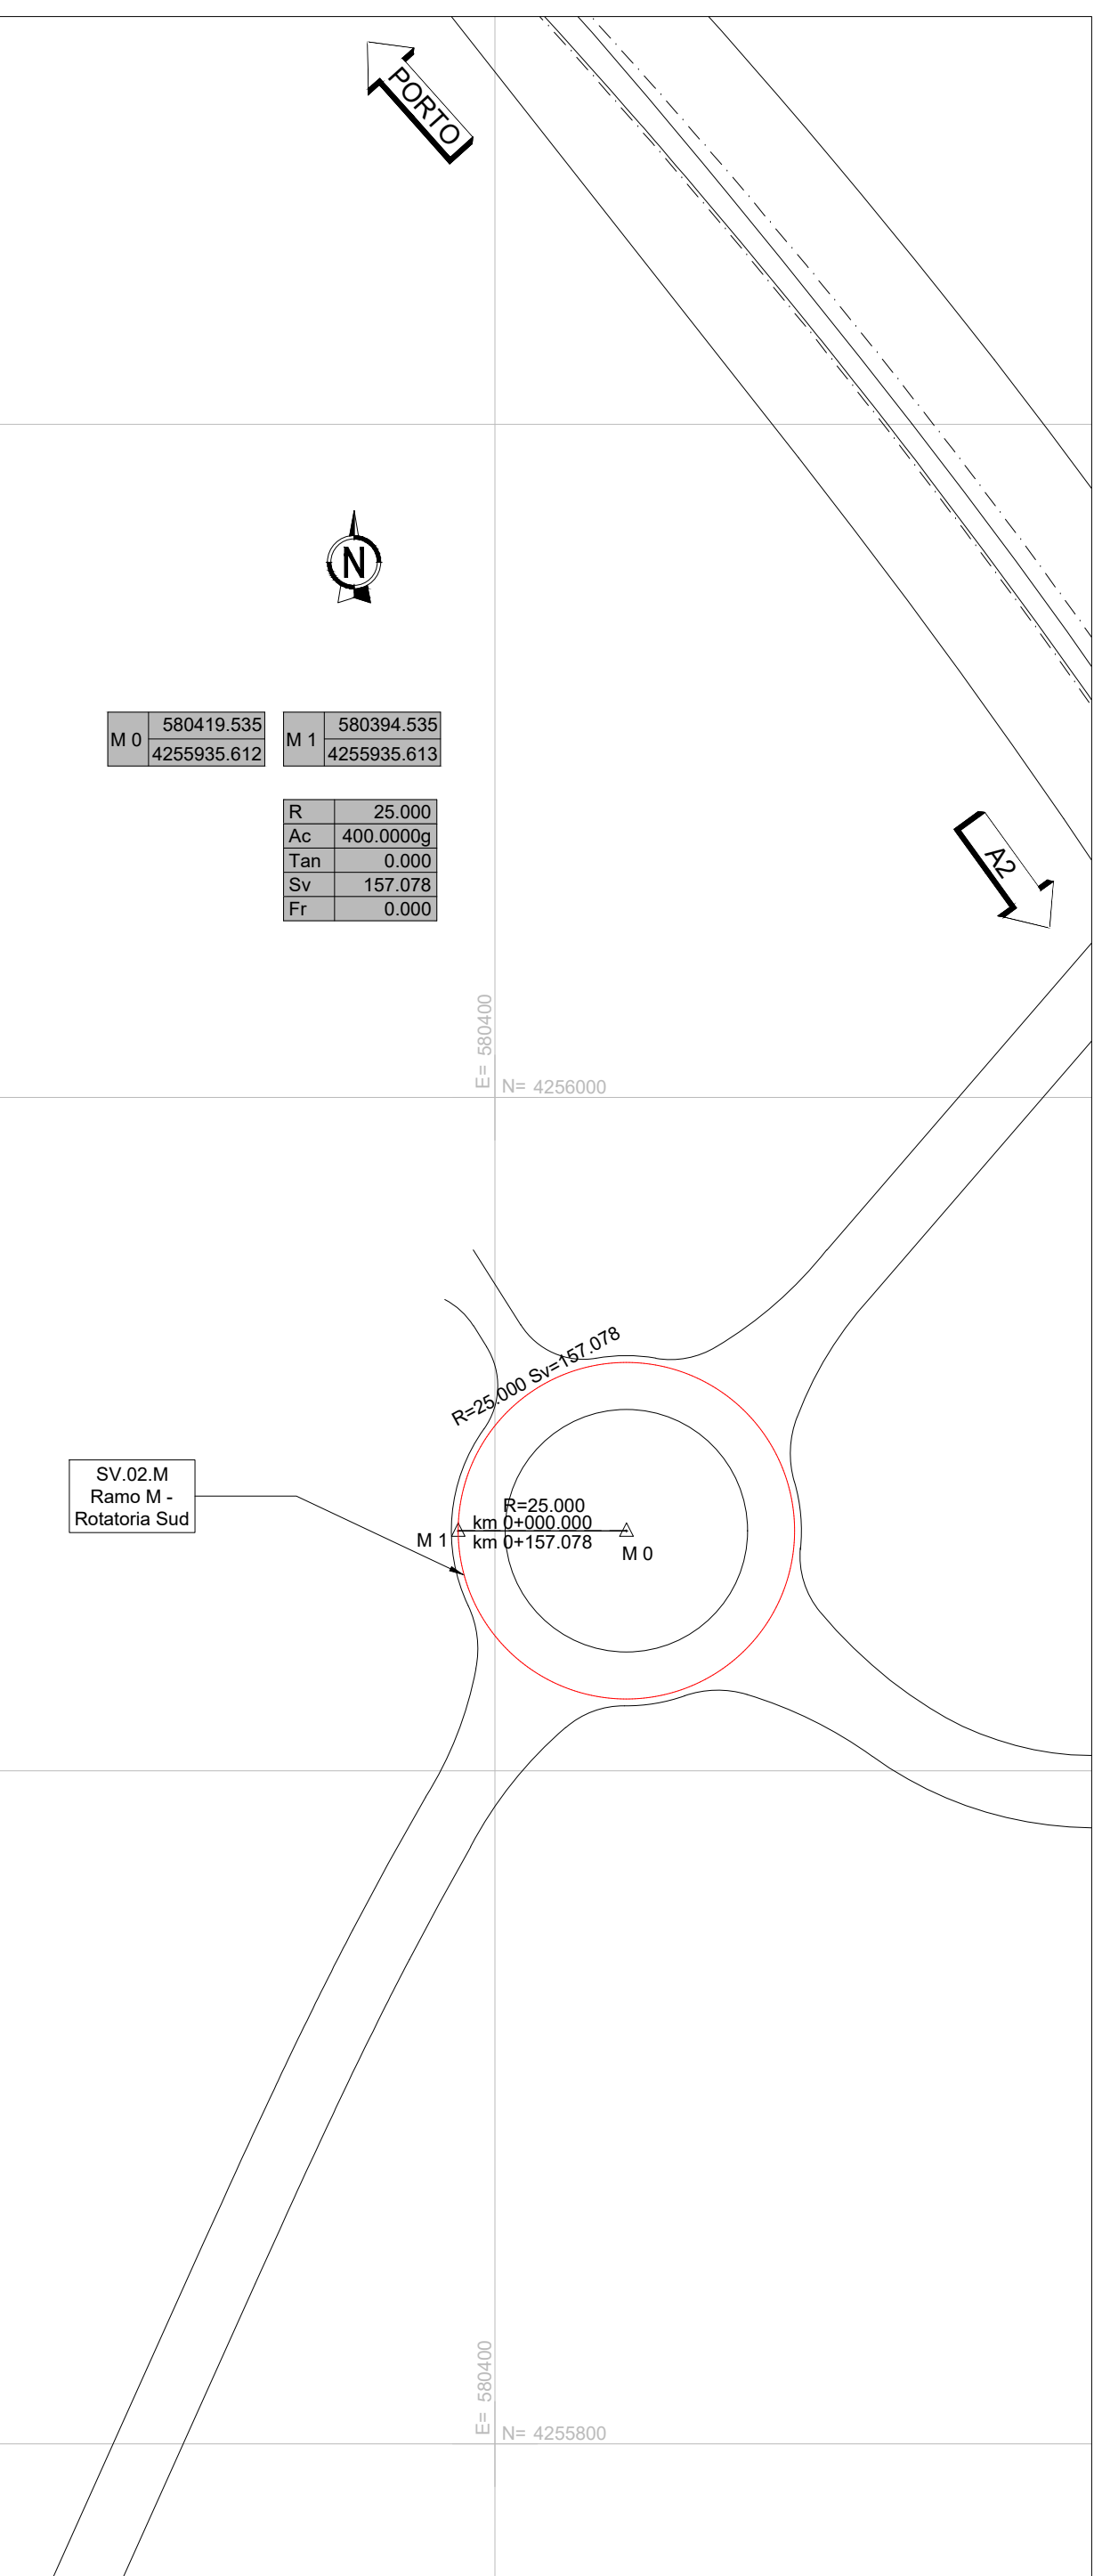 PORTO
N
M 0 580419.535
4255935.612
M 1 580394.535
4255935.613
R 25.000
Ac 400.0000g
Tan 0.000
Sv 157.078
Fr 0.000
A2
E= 580400
N= 4256000
R=25.000 Sv=157.078
SV.02.M
Ramo M -
Rotatoria Sud
R=25.000
km 0+000.000
M 1
km 0+157.078
M 0
E= 580400
N= 4255800